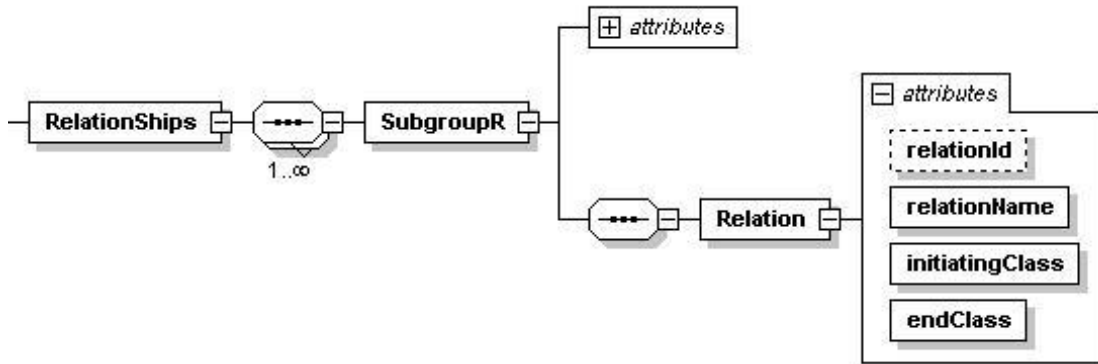 attributes
RelationShips
SubgroupR
1..∞
Relation
attributes
relationId
relationName
initiatingClass
endClass